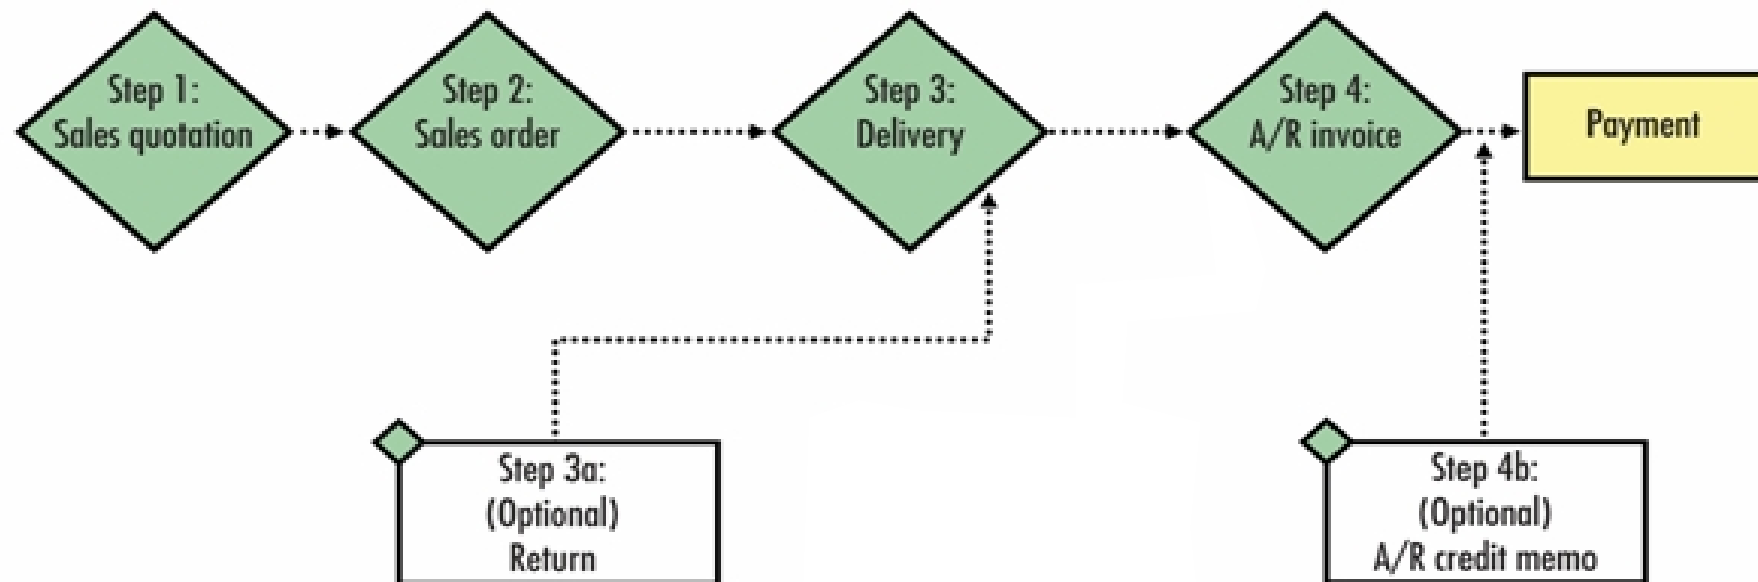 Step 1:
Sales quotation
Step 2:
Sales order
Step 3:
Delivery
Step 4:
A/R invoice
Payment
Step 3a:
(Optional)
Return
Step 4b:
(Optional)
A/R credit memo